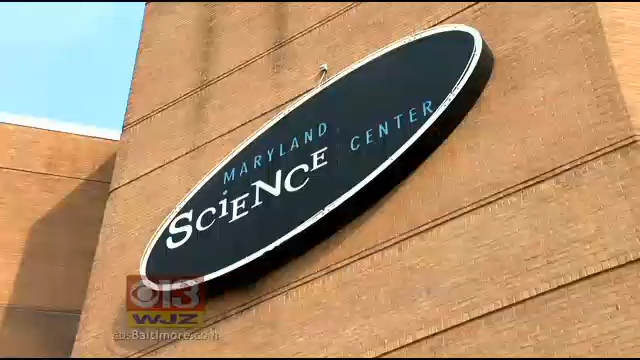 MARYLAND
SCiENCE CENTER
13
WJZ
cbsBaltimore.com